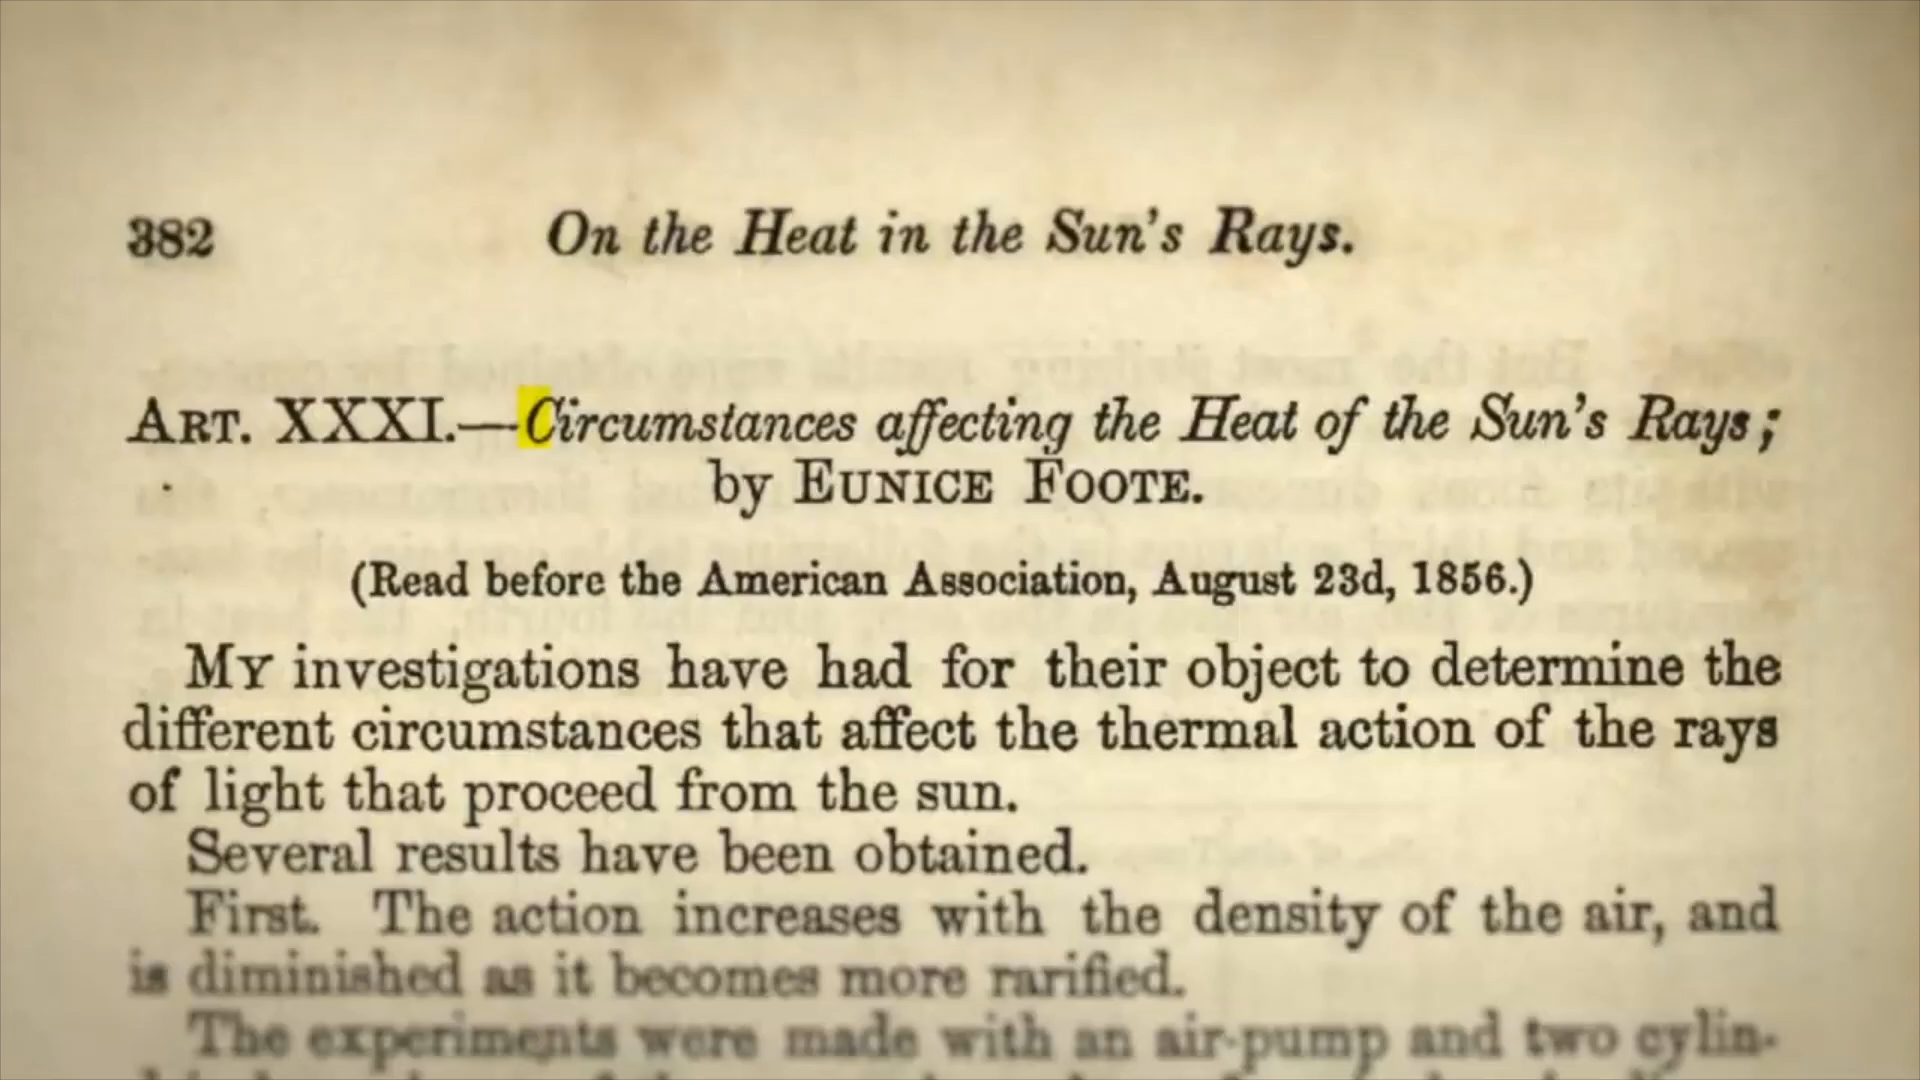 382 On the Heat in the Sun's Rays.
ART. XXXI.—Circumstances affecting the Heat of the Sun's Rays;
by EUNICE FOOTE.
(Read before the American Association, August 23d, 1856.)
MY investigations have had for their object to determine the
different circumstances that affect the thermal action of the rays
of light that proceed from the sun.
Several results have been obtained.
First. The action increases with the density of the air, and
is diminished as it becomes more rarified.
The experiments were made with an air-pump and two cylin-